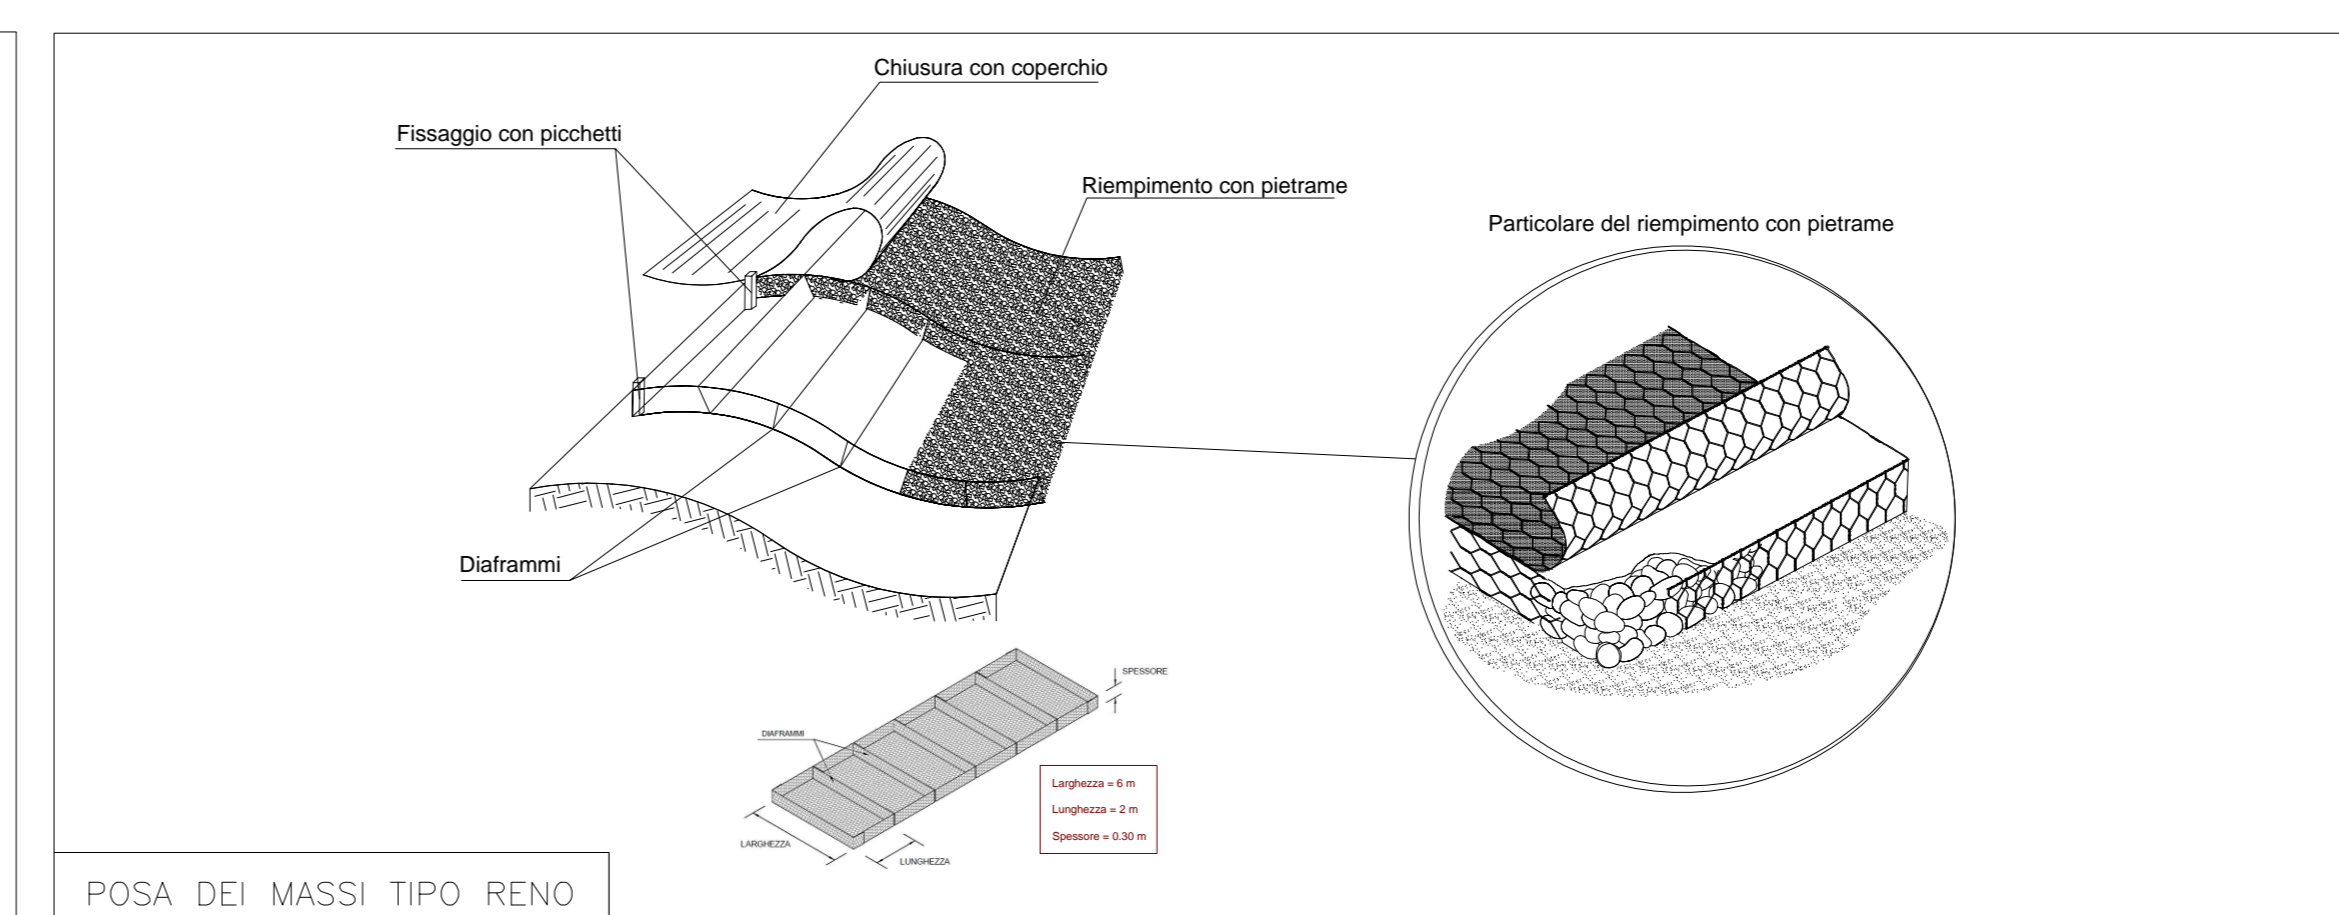 Chiusura con coperchio
Fissaggio con picchetti
Riempimento con pietrame
Particolare del riempimento con pietrame
Diaframmi
SPESSORE
DIAFRAMMI
Larghezza = 6 m
Lunghezza = 2 m
Spessore = 0.30 m
LARGHEZZA
LUNGHEZZA
POSA DEI MASSI TIPO RENO